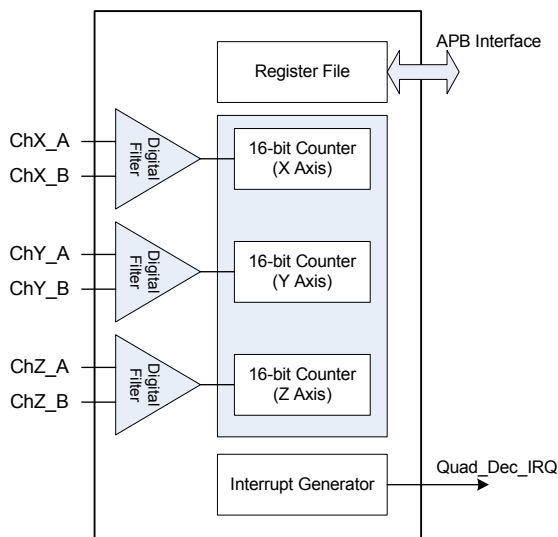 APB Interface
Register File
ChX_A
ChX_B
Digital
Filter
16-bit Counter
(X Axis)
ChY_A
ChY_B
Digital
Filter
16-bit Counter
(Y Axis)
ChZ_A
ChZ_B
Digital
Filter
16-bit Counter
(Z Axis)
Quad_Dec_IRQ
Interrupt Generator